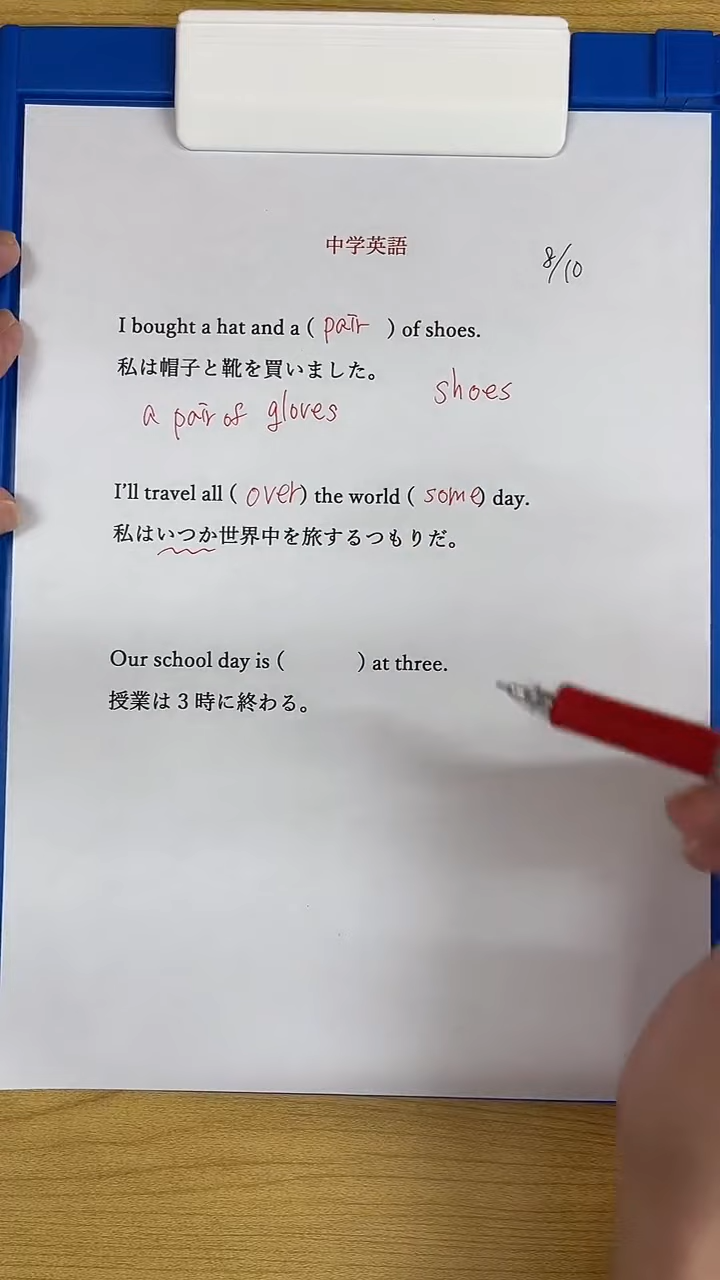 中学英語
8/10
I bought a hat and a ( pair ) of shoes.
私は帽子と靴を買いました。
shoes
a pair of gloves
I'll travel all ( over ) the world ( some ) day.
私はいつか世界中を旅するつもりだ。
Our school day is ( ) at three.
授業は3時に終わる。